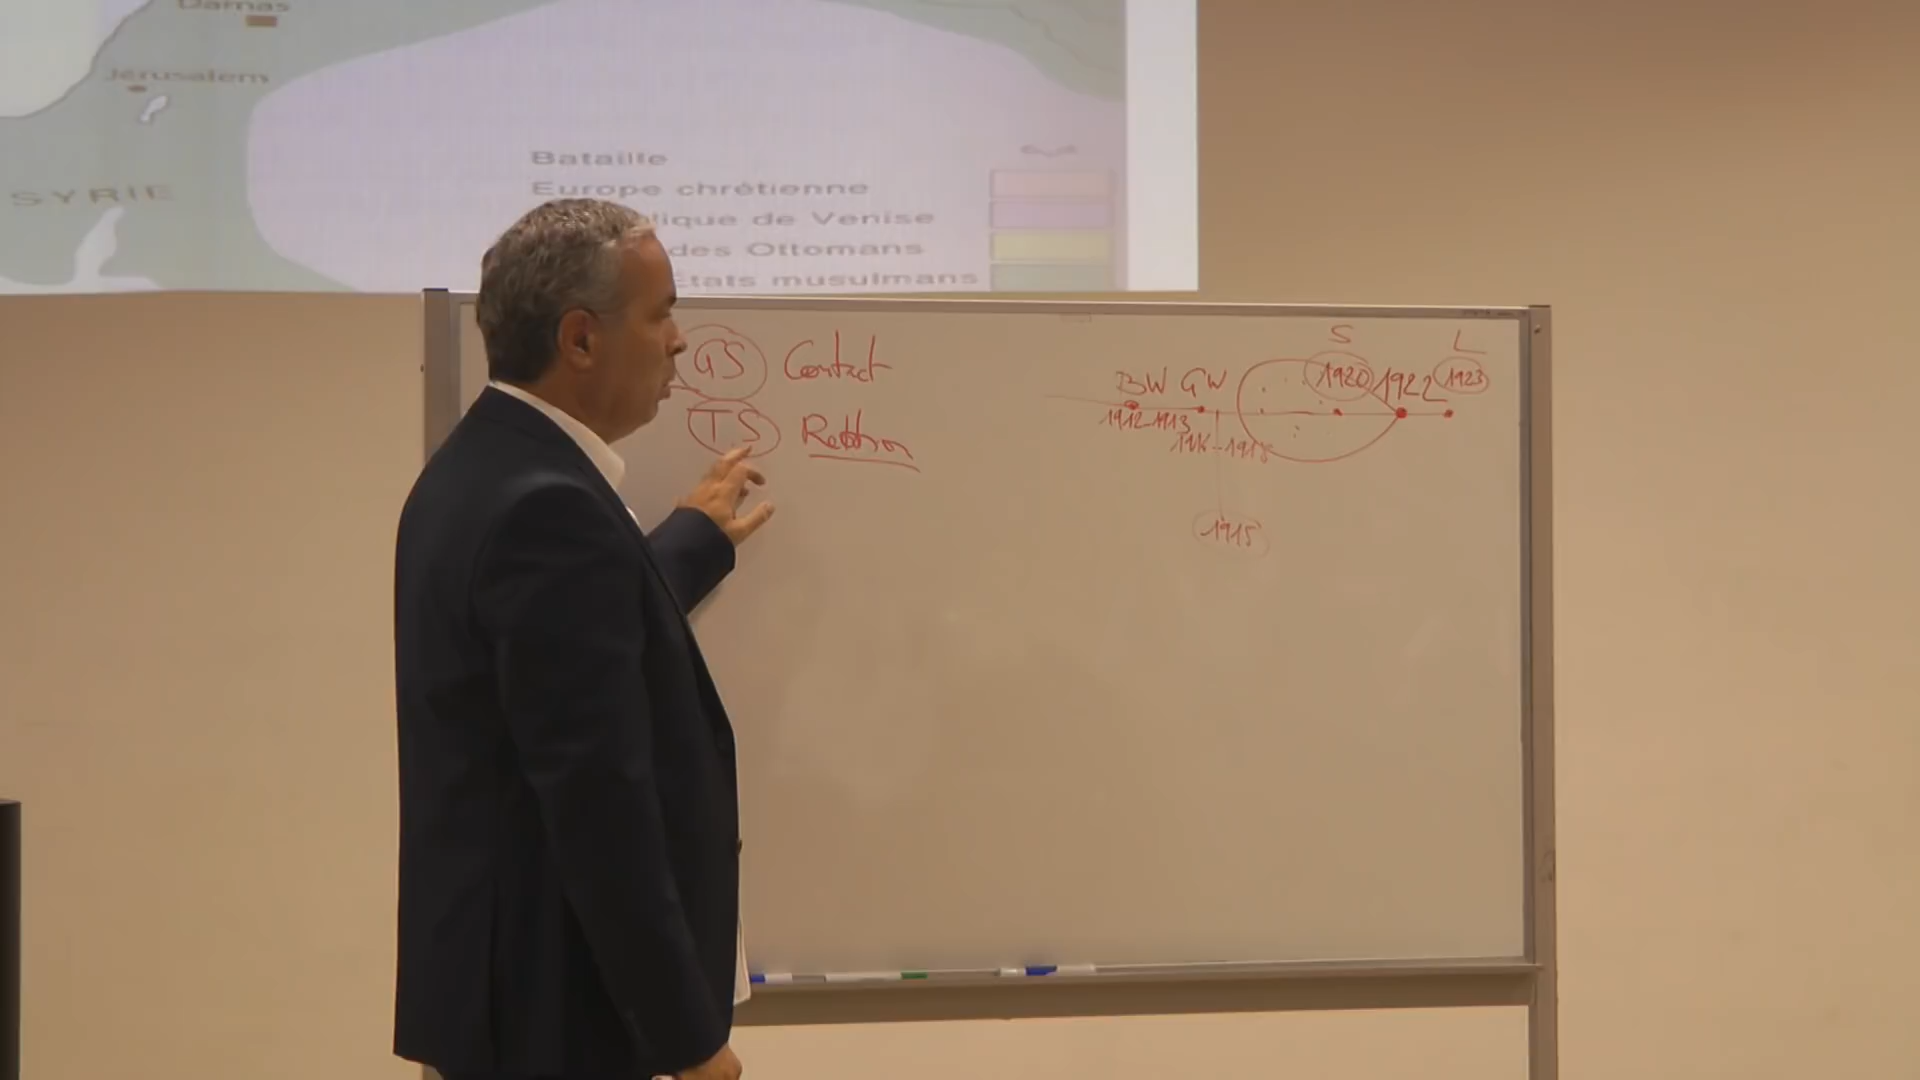 Damas
Jérusalem
SYRIE
Bataille
Europe chrétienne
lique de Venise
des Ottomans
États musulmans
GS Contact
TS
S L
BW GW 1920 1922 1923
1912-1913
1914-1918
1915